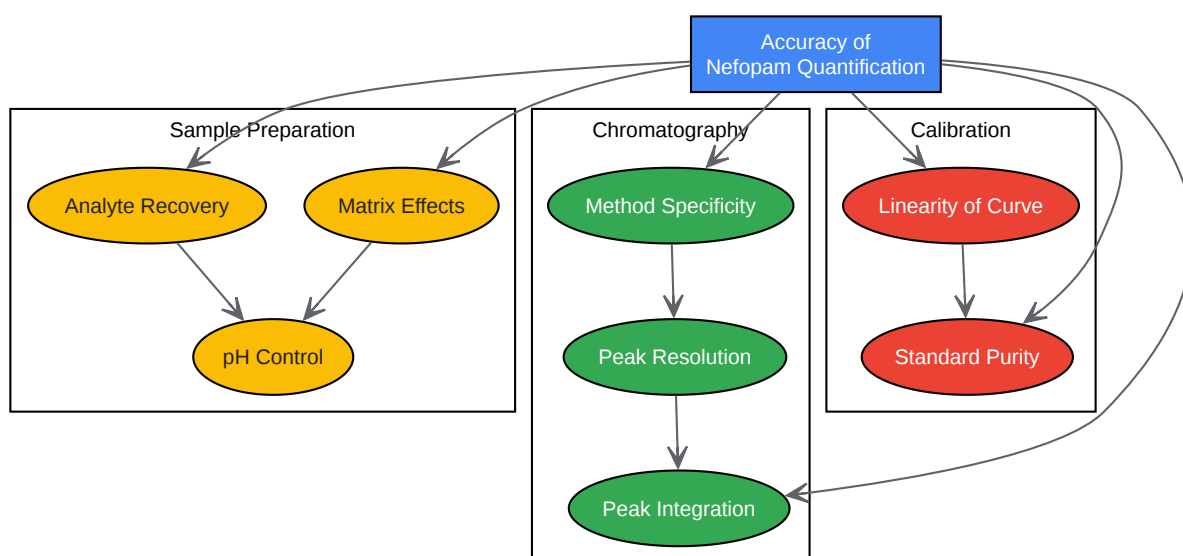 Accuracy of
Nefopam Quantification
Sample Preparation
Chromatography
Calibration
Analyte Recovery
Matrix Effects
Method Specificity
Linearity of Curve
pH Control
Peak Resolution
Standard Purity
Peak Integration